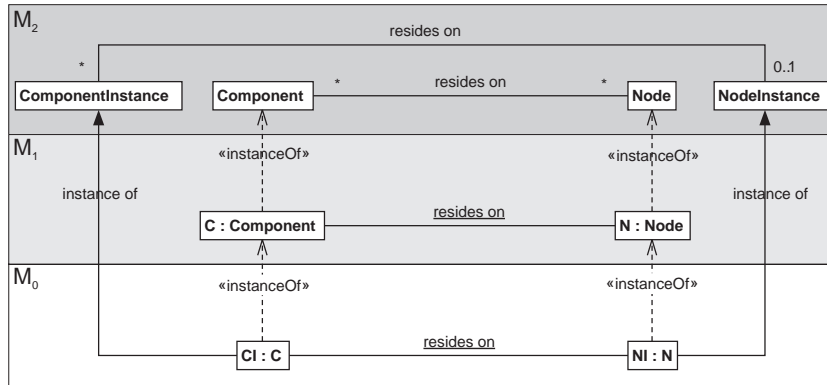 M₂
resides on
* 0..1
* resides on *
ComponentInstance Component Node NodeInstance
M₁
«instanceOf» «instanceOf»
instance of instance of
resides on
C : Component N : Node
M₀
«instanceOf» «instanceOf»
resides on
CI : C NI : N